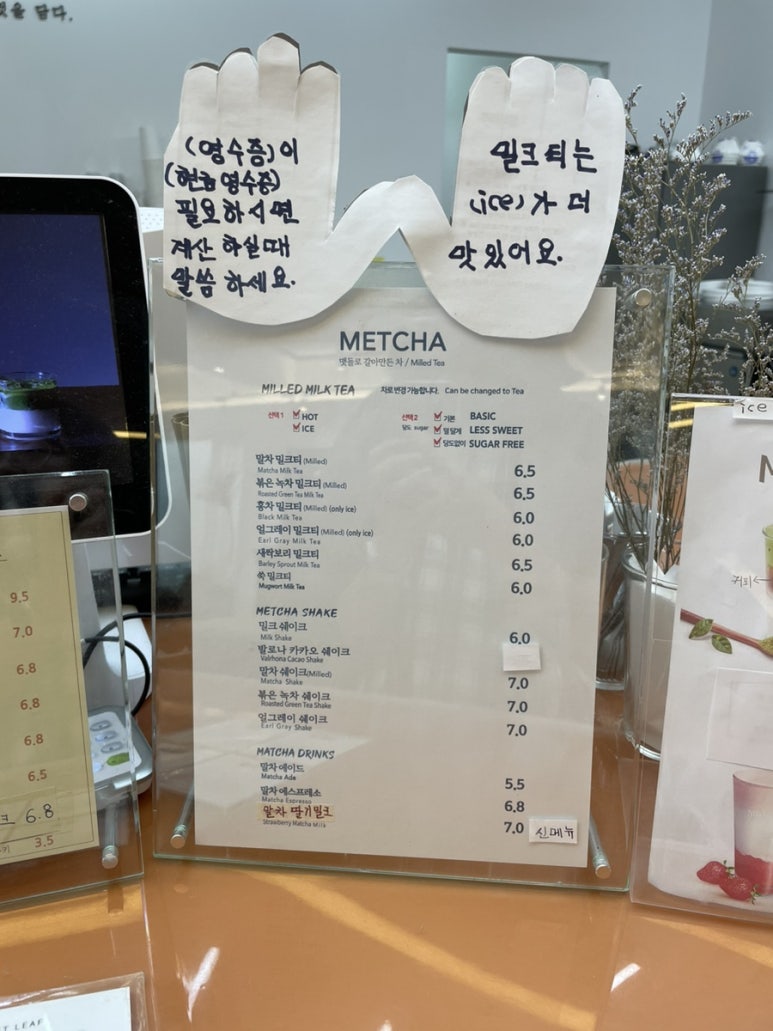 을 담다.
(영수증)이
(현금영수증)
필요하시면
계산 하실때
말씀 하세요.
밀크티는
(ice)가 더
맛있어요.
METCHA
맷돌로 갈아만든 차 / Milled Tea
MILLED MILK TEA 차로 변경 가능합니다. Can be changed to Tea
선택1 HOT
ICE
선택2 기본 BASIC
당도 sugar 덜 달게 LESS SWEET
당도없이 SUGAR FREE
말차 밀크티 (Milled)
Matcha Milk Tea 6.5
볶은 녹차 밀크티 (Milled)
Roasted Green Tea Milk Tea 6.5
홍차 밀크티 (Milled) (only ice)
Black Milk Tea 6.0
얼그레이 밀크티 (Milled) (only ice)
Earl Gray Milk Tea 6.0
새싹보리 밀크티
Barley Sprout Milk Tea 6.5
쑥 밀크티
Mugwort Milk Tea 6.0
METCHA SHAKE
밀크 쉐이크
Milk Shake 6.0
발로나 카카오 쉐이크
Valrhona Cacao Shake
말차 쉐이크(Milled)
Matcha Shake 7.0
볶은 녹차 쉐이크
Roasted Green Tea Shake 7.0
얼그레이 쉐이크
Earl Gray Shake 7.0
MATCHA DRINKS
말차 에이드
Matcha Ade 5.5
말차 에스프레소
Matcha Espresso 6.8
말차 딸기밀크
Strawberry Matcha Milk 7.0 신메뉴
9.5
7.0
6.8
6.8
6.8
6.5
크 6.8
키 3.5
T LEAF
ice
커피